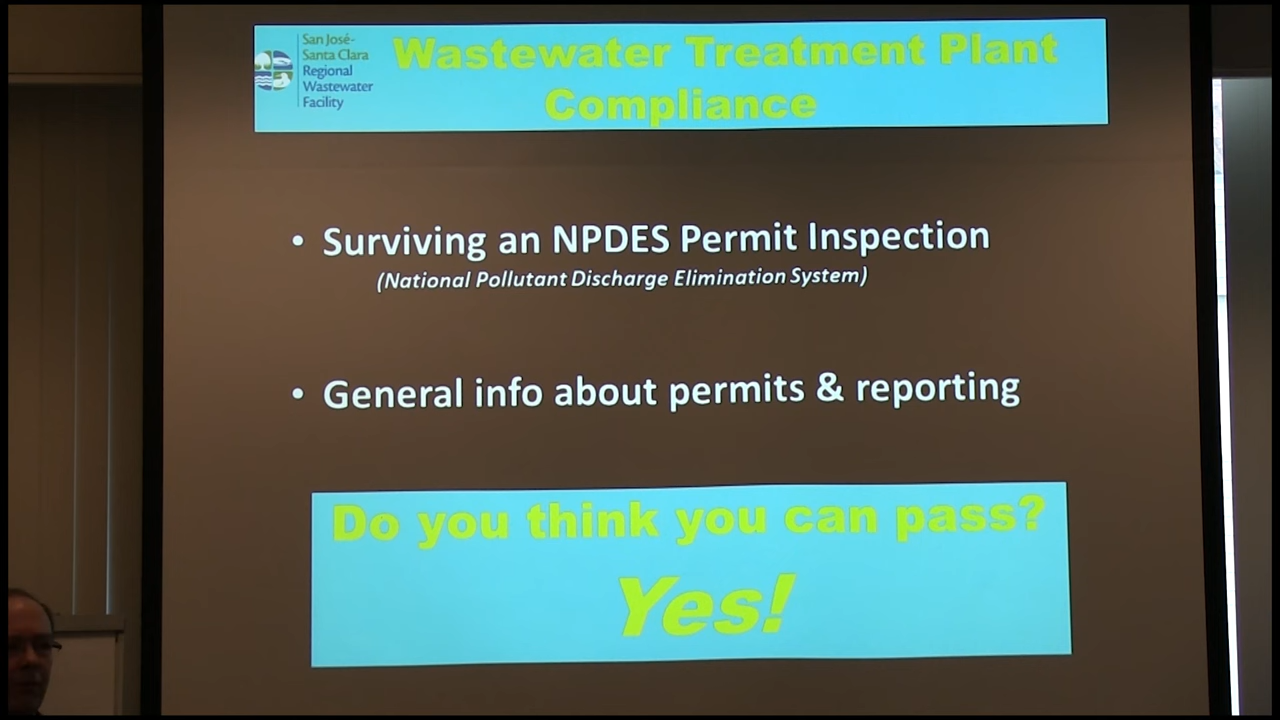 San José-
Santa Clara
Regional
Wastewater
Facility
Wastewater Treatment Plant
Compliance
• Surviving an NPDES Permit Inspection
(National Pollutant Discharge Elimination System)
• General info about permits & reporting
Do you think you can pass?
Yes!